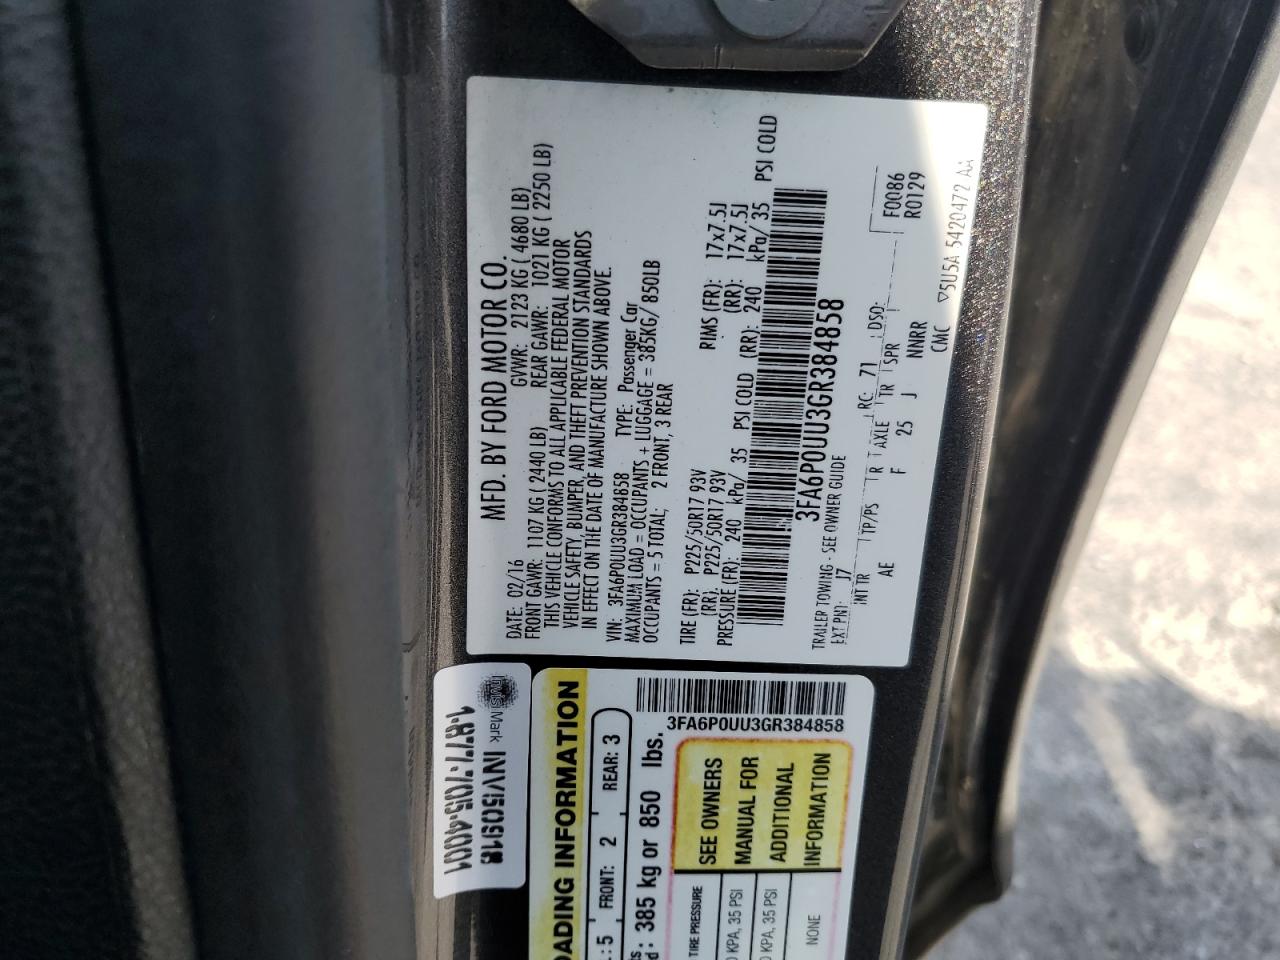 MFD. BY FORD MOTOR CO.
DATE: 02/16 GVWR: 2123 KG ( 4680 LB)
FRONT GAWR: 1107 KG ( 2440 LB) REAR GAWR: 1021 KG ( 2250 LB)
THIS VEHICLE CONFORMS TO ALL APPLICABLE FEDERAL MOTOR
VEHICLE SAFETY, BUMPER, AND THEFT PREVENTION STANDARDS
IN EFFECT ON THE DATE OF MANUFACTURE SHOWN ABOVE.
VIN: 3FA6P0UU3GR384858 TYPE: Passenger Car
MAXIMUM LOAD = OCCUPANTS + LUGGAGE = 385KG/ 850LB
OCCUPANTS = 5 TOTAL: 2 FRONT, 3 REAR
TIRE (FR): P225/50R17 93V RIMS (FR): 17x7.5J
(RR): P225/50R17 93V (RR): 17x7.5J
PRESSURE (FR): 240 kPa/ 35 PSI COLD (RR): 240 kPa/ 35 PSI COLD
3FA6P0UU3GR384858
TRAILER TOWING - SEE OWNER GUIDE
EXT PNT: J7 RC: 71 DSO:
INT TR TP/PS R AXLE TR SPR
AE F 25 J NNRR
CMC
F0086
R0129
▽5U5A 5420472 AA
IMSI Mark
INV150918
1-877-705-4001
OADING INFORMATION
L: 5 FRONT: 2 REAR: 3
385 kg or 850 lbs.
3FA6P0UU3GR384858
SEE OWNERS
MANUAL FOR
ADDITIONAL
INFORMATION
TIRE PRESSURE
0 KPA, 35 PSI
0 KPA, 35 PSI
NONE